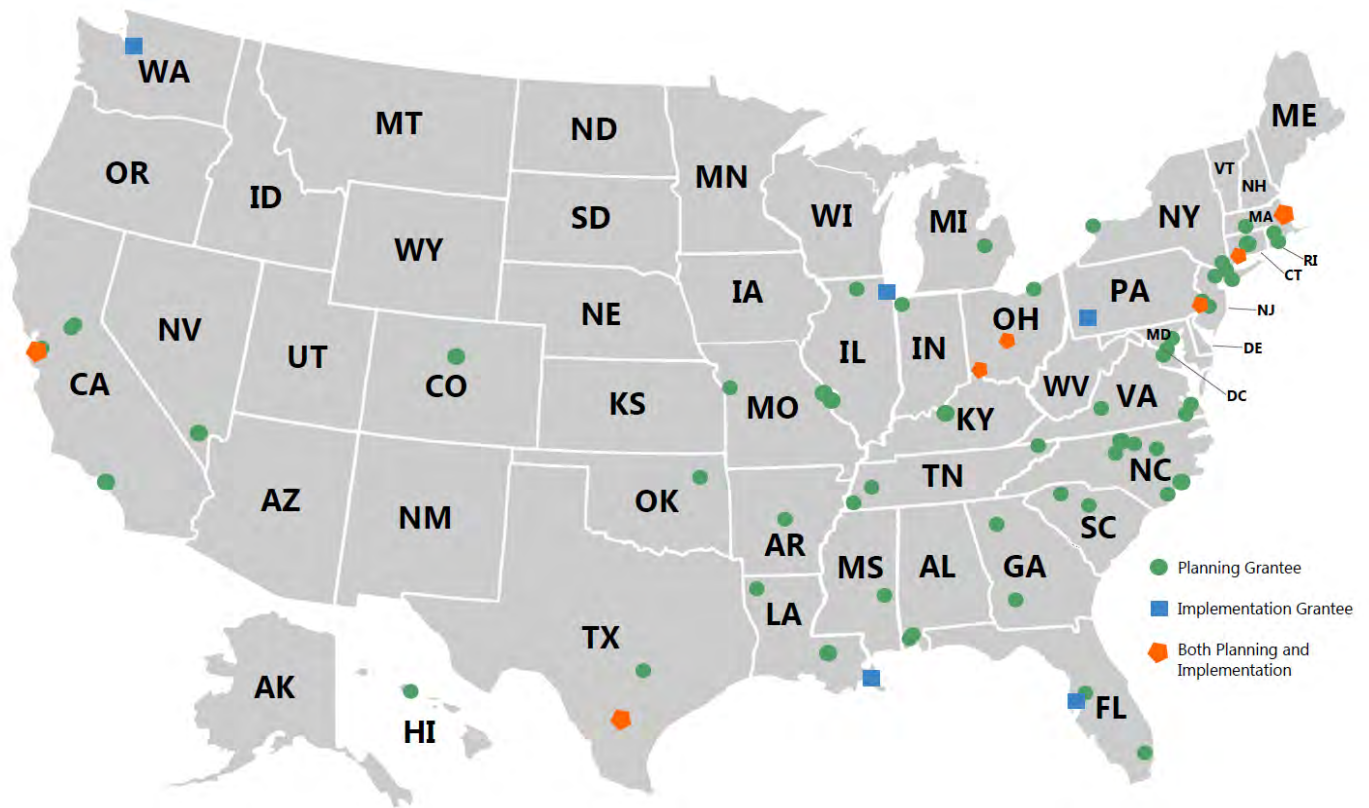 WA
MT
ND
MN
ME
OR
ID
SD
WI
MI
NY
VT
NH
MA
WY
RI
CT
NV
UT
CO
NE
IA
IL
IN
OH
PA
NJ
MD
DE
DC
CA
KS
MO
KY
WV
VA
AZ
NM
OK
AR
TN
NC
SC
TX
LA
MS
AL
GA
FL
AK
HI
Planning Grantee
Implementation Grantee
Both Planning and
Implementation